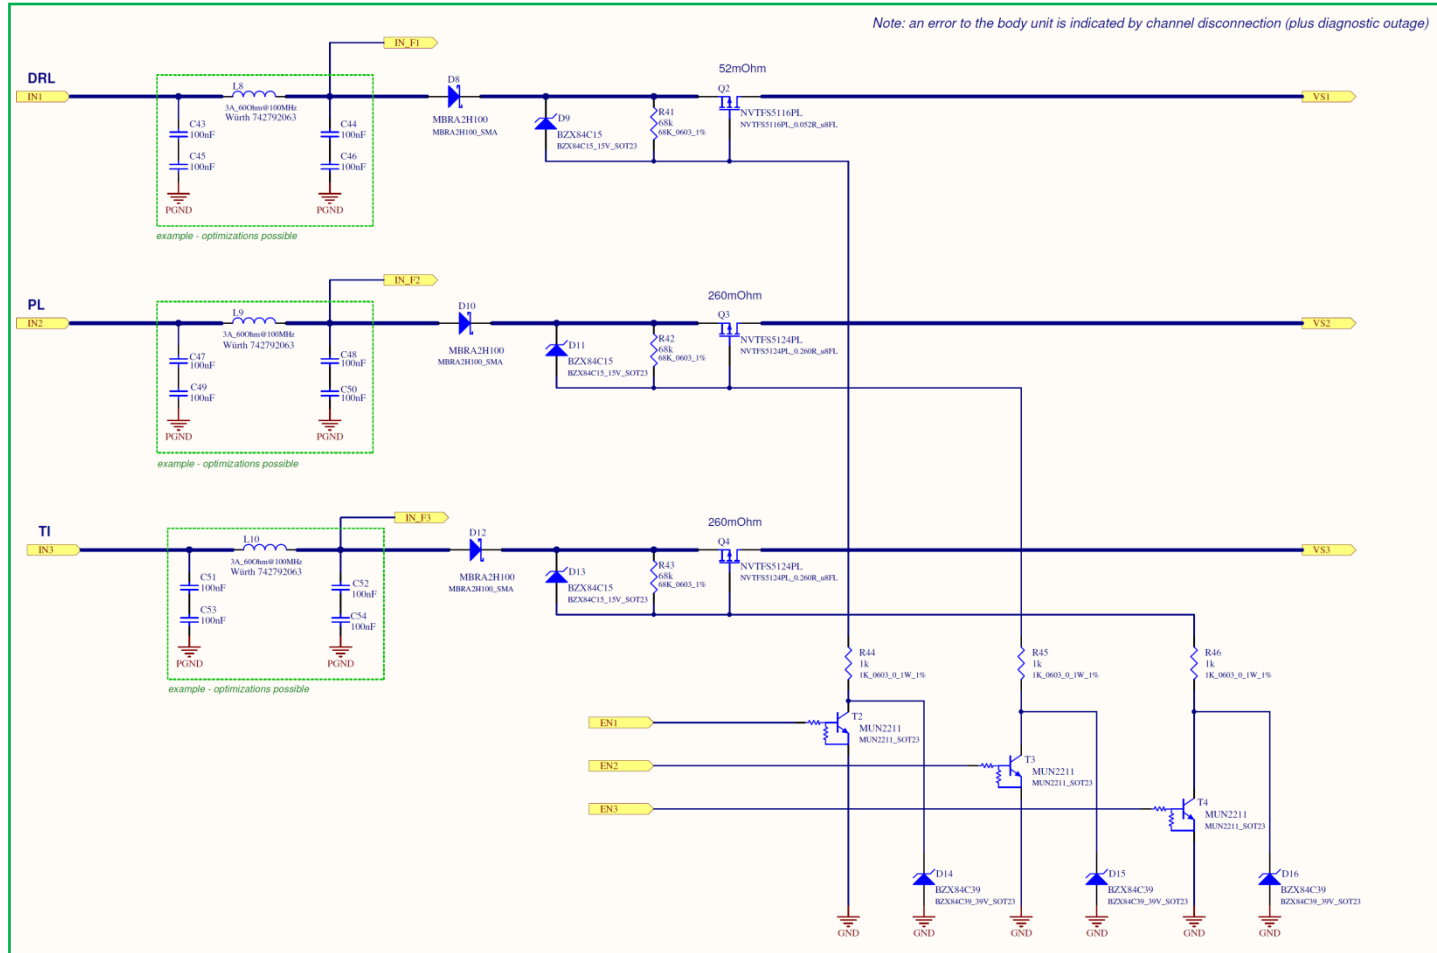 Note: an error to the body unit is indicated by channel disconnection (plus diagnostic outage)
IN_F1
DRL
IN1
L8
3A_60Ohm@100MHz
Würth 742792063
C43
100nF
C45
100nF
PGND
C44
100nF
C46
100nF
PGND
example - optimizations possible
D8
MBRA2H100
MBRA2H100_SMA
D9
BZX84C15
BZX84C15_15V_SOT23
R41
68k
68K_0603_1%
52mOhm
Q2
NVTFS5116PL
NVTFS5116PL_0.052R_u8FL
VS1
IN_F2
PL
IN2
L9
3A_60Ohm@100MHz
Würth 742792063
C47
100nF
C49
100nF
PGND
C48
100nF
C50
100nF
PGND
example - optimizations possible
D10
MBRA2H100
MBRA2H100_SMA
D11
BZX84C15
BZX84C15_15V_SOT23
R42
68k
68K_0603_1%
260mOhm
Q3
NVTFS5124PL
NVTFS5124PL_0.260R_u8FL
VS2
IN_F3
TI
IN3
L10
3A_60Ohm@100MHz
Würth 742792063
C51
100nF
C53
100nF
PGND
C52
100nF
C54
100nF
PGND
example - optimizations possible
D12
MBRA2H100
MBRA2H100_SMA
D13
BZX84C15
BZX84C15_15V_SOT23
R43
68k
68K_0603_1%
260mOhm
Q4
NVTFS5124PL
NVTFS5124PL_0.260R_u8FL
VS3
R44
1k
1K_0603_0_1W_1%
R45
1k
1K_0603_0_1W_1%
R46
1k
1K_0603_0_1W_1%
EN1
T2
MUN2211
MUN2211_SOT23
EN2
T3
MUN2211
MUN2211_SOT23
EN3
T4
MUN2211
MUN2211_SOT23
D14
BZX84C39
BZX84C39_39V_SOT23
D15
BZX84C39
BZX84C39_39V_SOT23
D16
BZX84C39
BZX84C39_39V_SOT23
GND
GND
GND
GND
GND
GND